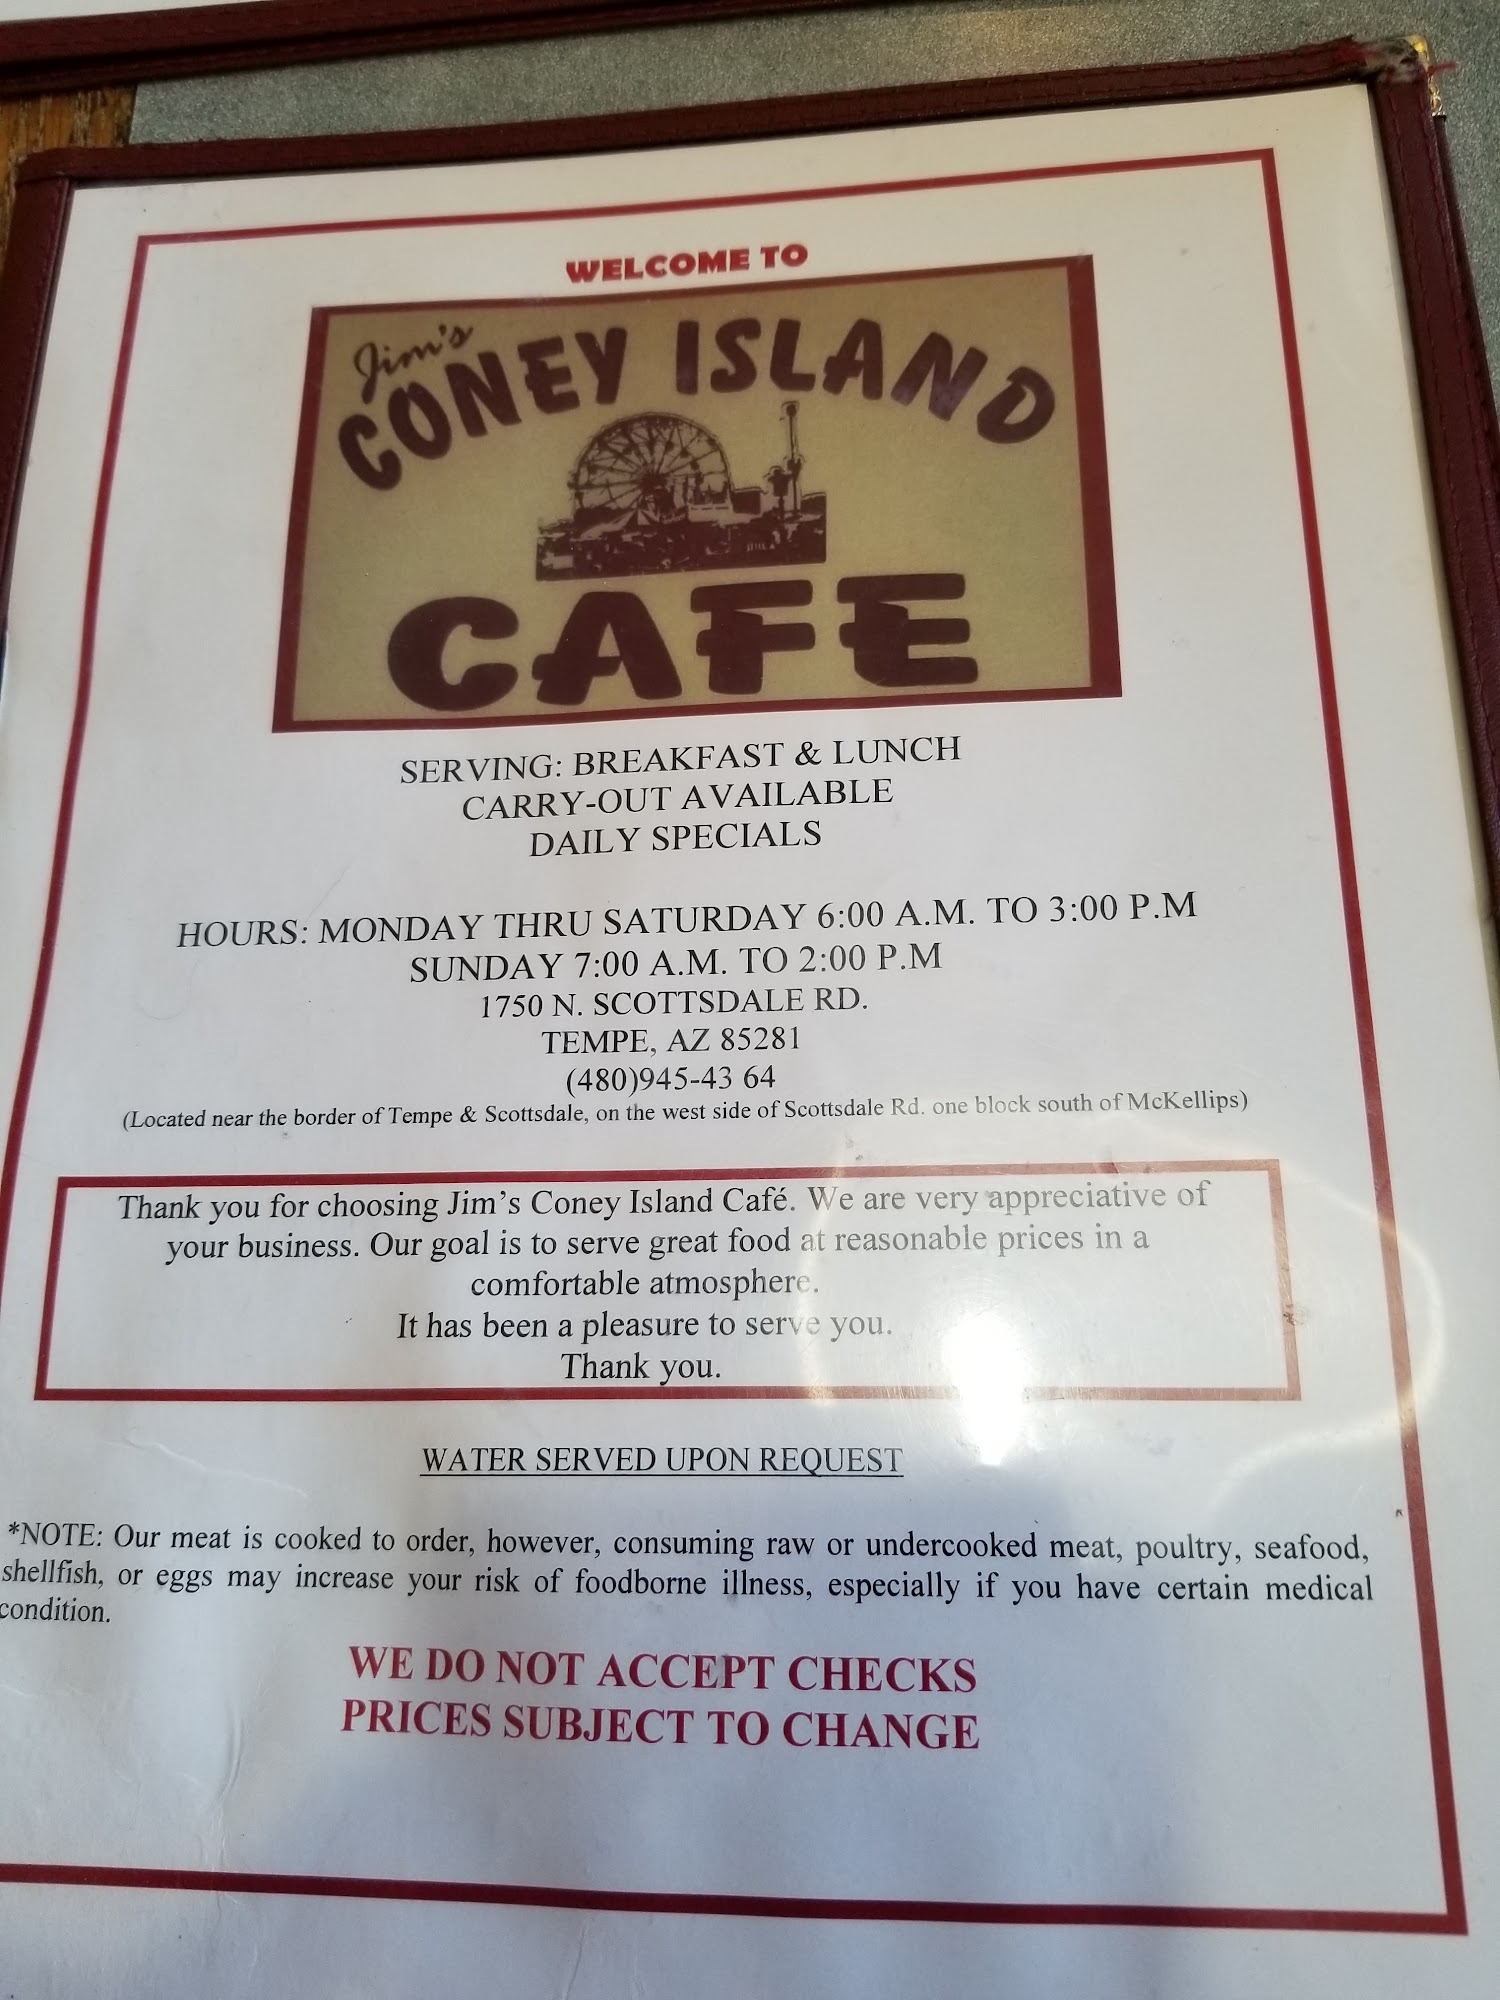 WELCOME TO
Jim's
CONEY ISLAND
CAFE
SERVING: BREAKFAST & LUNCH
CARRY-OUT AVAILABLE
DAILY SPECIALS
HOURS: MONDAY THRU SATURDAY 6:00 A.M. TO 3:00 P.M
SUNDAY 7:00 A.M. TO 2:00 P.M
1750 N. SCOTTSDALE RD.
TEMPE, AZ 85281
(480)945-43 64
(Located near the border of Tempe & Scottsdale, on the west side of Scottsdale Rd. one block south of McKellips)
Thank you for choosing Jim's Coney Island Café. We are very appreciative of
your business. Our goal is to serve great food at reasonable prices in a
comfortable atmosphere.
It has been a pleasure to serve you.
Thank you.
WATER SERVED UPON REQUEST
*NOTE: Our meat is cooked to order, however, consuming raw or undercooked meat, poultry, seafood,
shellfish, or eggs may increase your risk of foodborne illness, especially if you have certain medical
condition.
WE DO NOT ACCEPT CHECKS
PRICES SUBJECT TO CHANGE